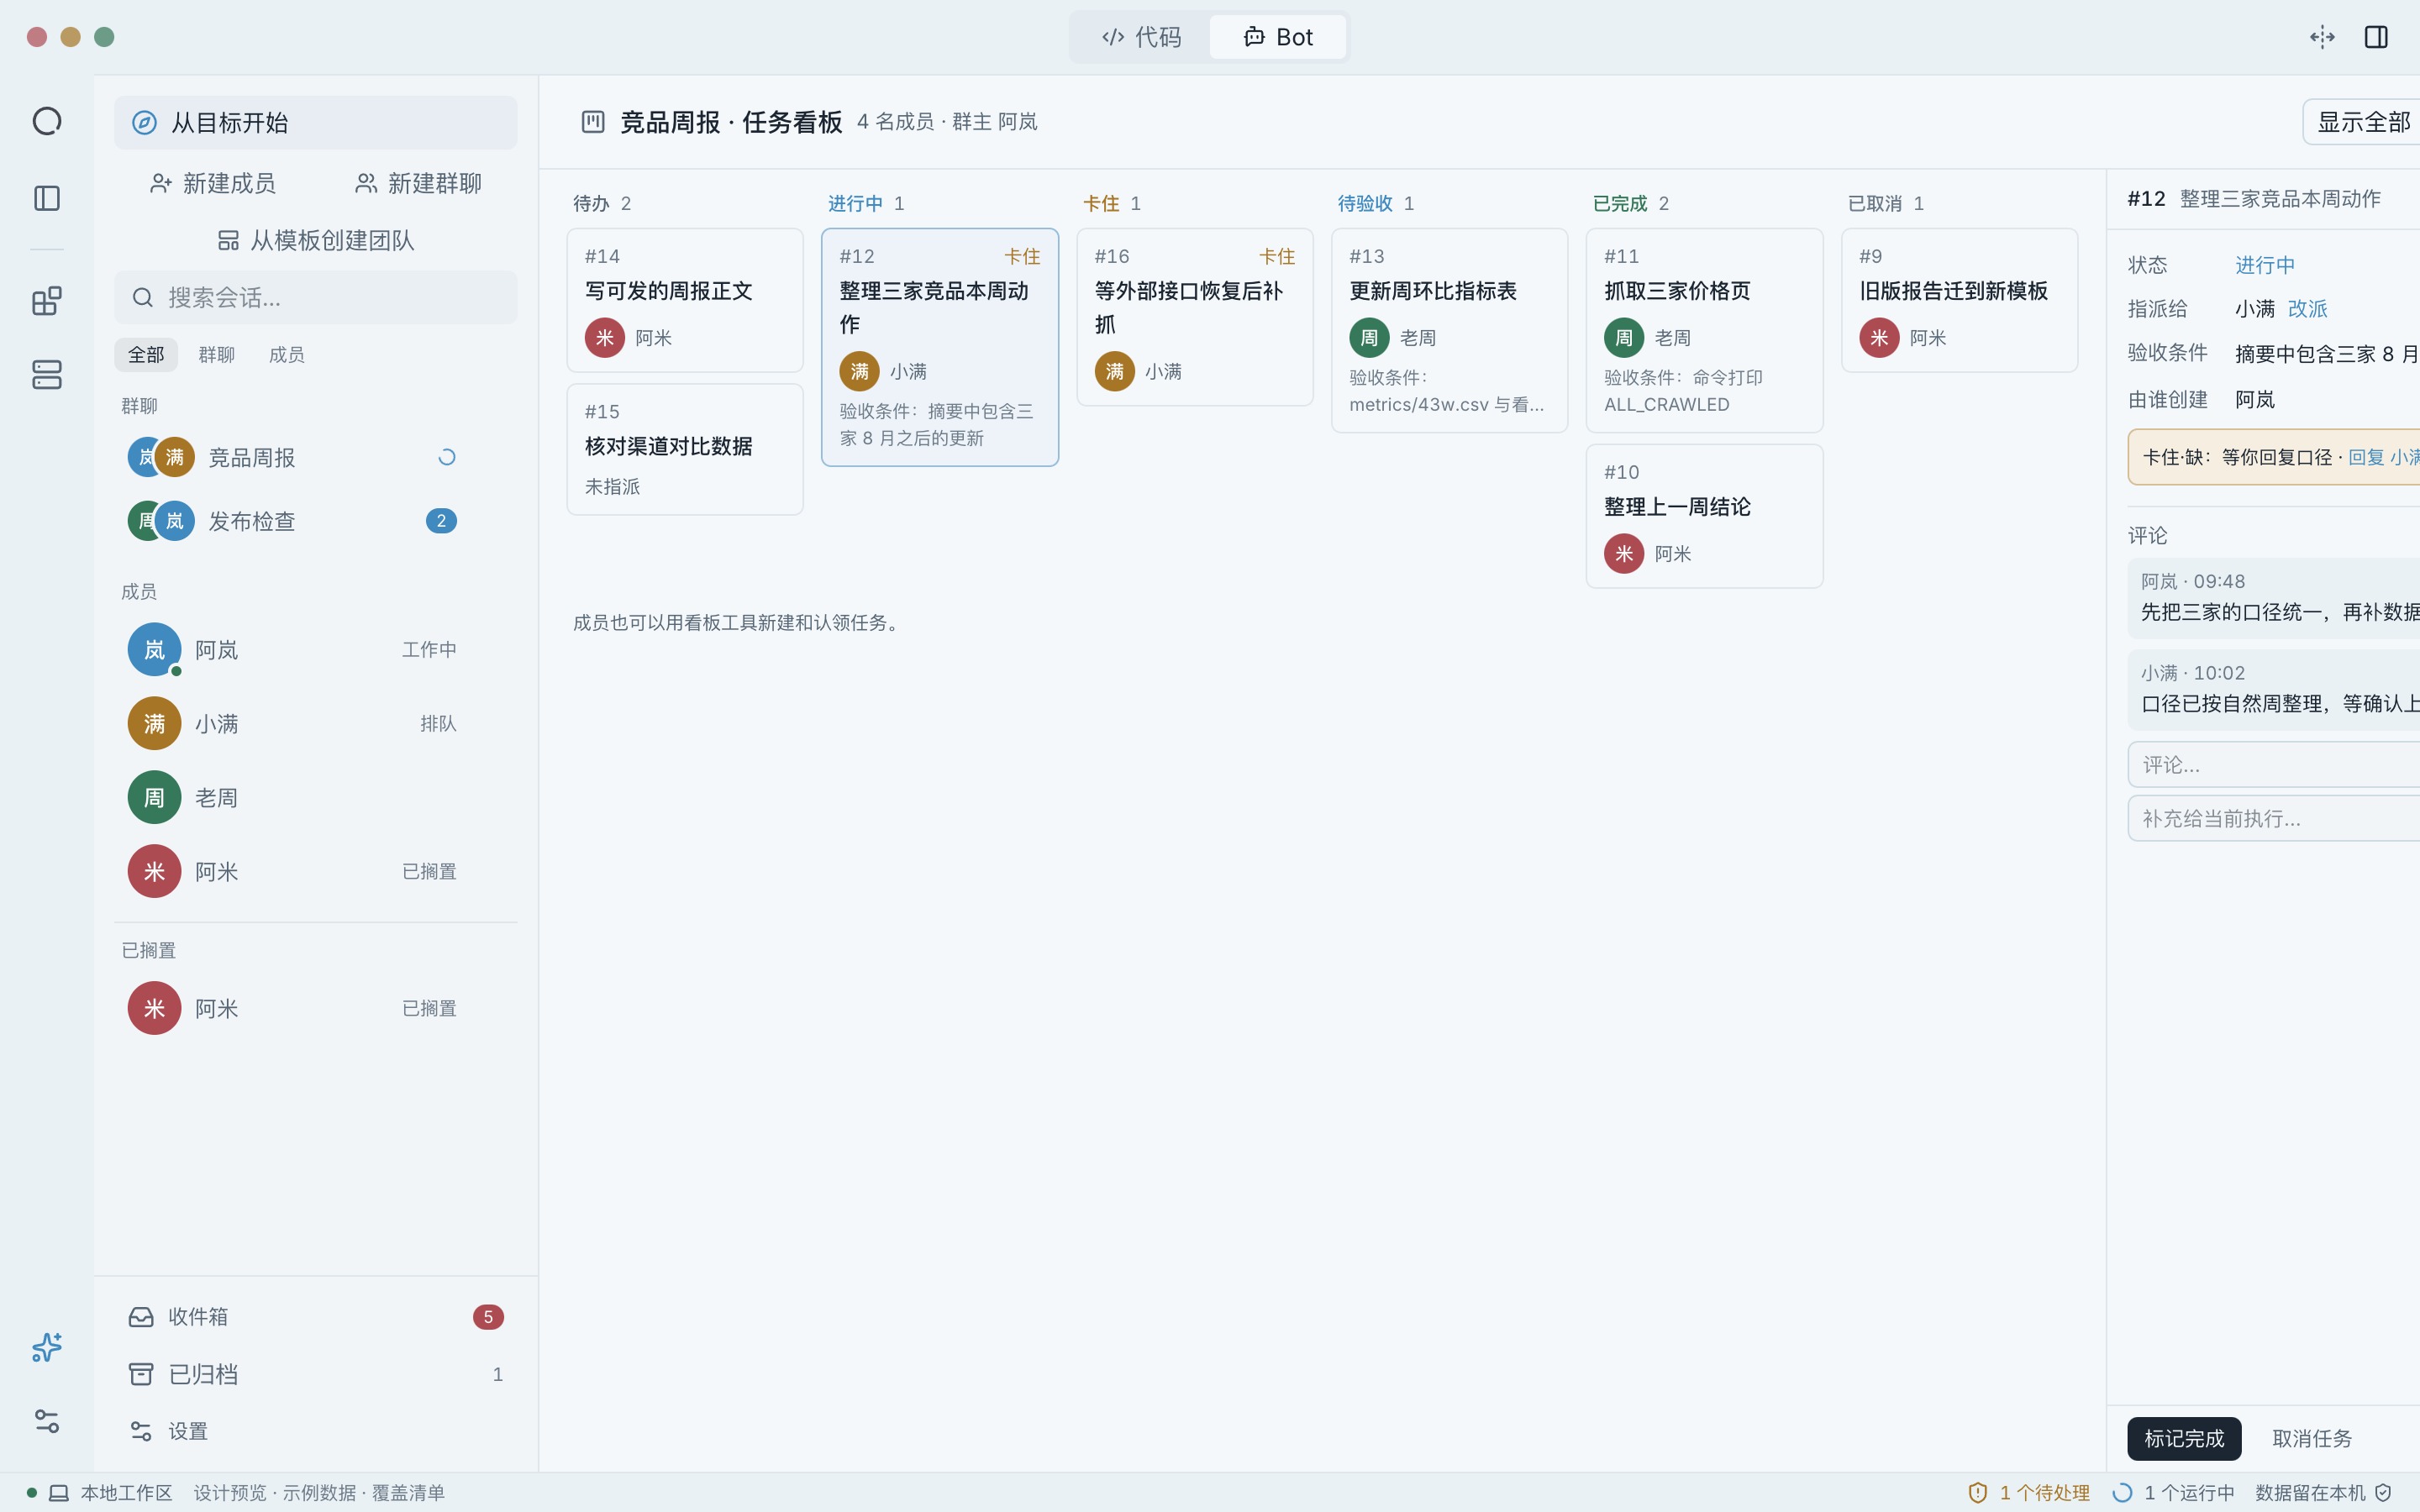 代码
Bot
从目标开始
新建成员
新建群聊
从模板创建团队
搜索会话...
全部
群聊
成员
群聊
岚
满
竞品周报
周
岚
发布检查
2
成员
岚
阿岚
工作中
满
小满
排队
周
老周
米
阿米
已搁置
已搁置
米
阿米
已搁置
收件箱
5
已归档
1
设置
竞品周报 · 任务看板
4 名成员 · 群主 阿岚
显示全部
待办 2
#14
写可发的周报正文
米
阿米
#15
核对渠道对比数据
未指派
进行中 1
#12
卡住
整理三家竞品本周动
作
满
小满
验收条件：摘要中包含三
家 8 月之后的更新
卡住 1
#16
卡住
等外部接口恢复后补
抓
满
小满
待验收 1
#13
更新周环比指标表
周
老周
验收条件：
metrics/43w.csv 与看...
已完成 2
#11
抓取三家价格页
周
老周
验收条件：命令打印
ALL_CRAWLED
#10
整理上一周结论
米
阿米
已取消 1
#9
旧版报告迁到新模板
米
阿米
成员也可以用看板工具新建和认领任务。
#12 整理三家竞品本周动作
状态 进行中
指派给 小满 改派
验收条件 摘要中包含三家 8 月
由谁创建 阿岚
卡住·缺：等你回复口径 · 回复 小满
评论
阿岚 · 09:48
先把三家的口径统一，再补数据
小满 · 10:02
口径已按自然周整理，等确认上
评论...
补充给当前执行...
标记完成
取消任务
本地工作区
设计预览 · 示例数据 · 覆盖清单
1 个待处理
1 个运行中
数据留在本机